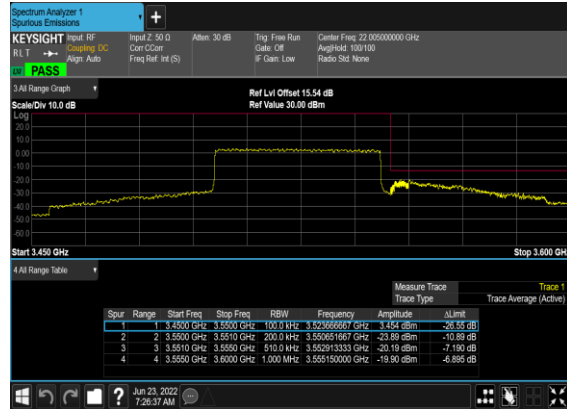 Spectrum Analyzer 1
Spurious Emissions
KEYSIGHT Input: RF Input Z: 50 Ω Atten: 30 dB Trig: Free Run Center Freq: 22.005000000 GHz
RLT Coupling: DC Corr CCorr Gate: Off Avg|Hold: 100/100
Align: Auto Freq Ref: Int (S) IF Gain: Low Radio Std: None
LM PASS
3 All Range Graph Ref Lvl Offset 15.54 dB
Scale/Div 10.0 dB Ref Value 30.00 dBm
Log
20.0
10.0
0.00
-10.0
-20.0
-30.0
-40.0
-50.0
-60.0
Start 3.450 GHz Stop 3.600 GH
4 All Range Table
Measure Trace Trace 1
Trace Type Trace Average (Active)
Spur Range Start Freq Stop Freq RBW Frequency Amplitude ΔLimit
1 1 3.4500 GHz 3.5500 GHz 100.0 kHz 3.523666667 GHz 3.454 dBm -26.55 dB
2 2 3.5500 GHz 3.5510 GHz 200.0 kHz 3.550651667 GHz -23.89 dBm -10.89 dB
3 3 3.5510 GHz 3.5550 GHz 510.0 kHz 3.552913333 GHz -20.19 dBm -7.190 dB
4 4 3.5550 GHz 3.6000 GHz 1.000 MHz 3.555150000 GHz -19.90 dBm -6.895 dB
? Jun 23, 2022
7:26:37 AM